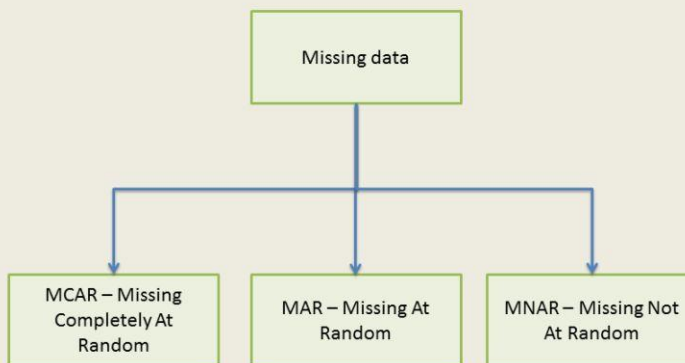 Missing data
MCAR – Missing
Completely At
Random
MAR – Missing At
Random
MNAR – Missing Not
At Random